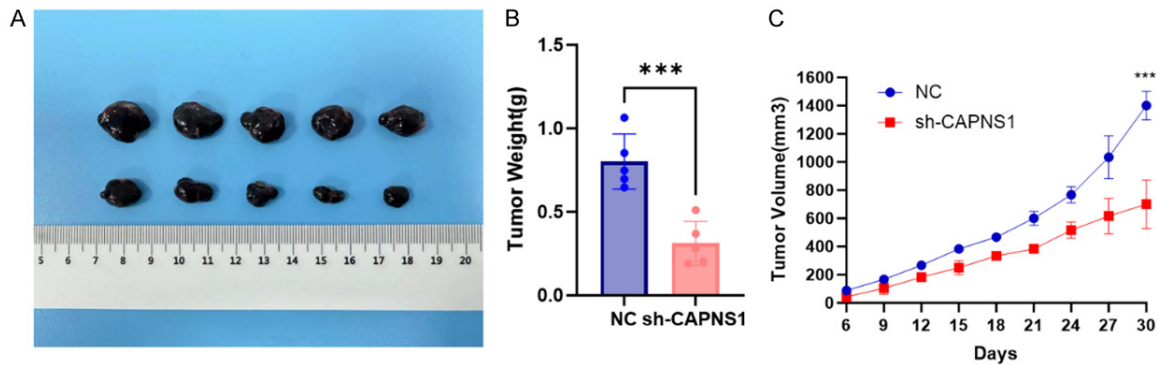 A
5 6 7 8 9 10 11 12 13 14 15 16 17 18 19 20
B
1.5
1.0
0.5
0.0
Tumor Weight(g)
***
NC sh-CAPNS1
C
1600
1400
1200
1000
800
600
400
200
0
Tumor Volume(mm3)
NC
sh-CAPNS1
***
6 9 12 15 18 21 24 27 30
Days